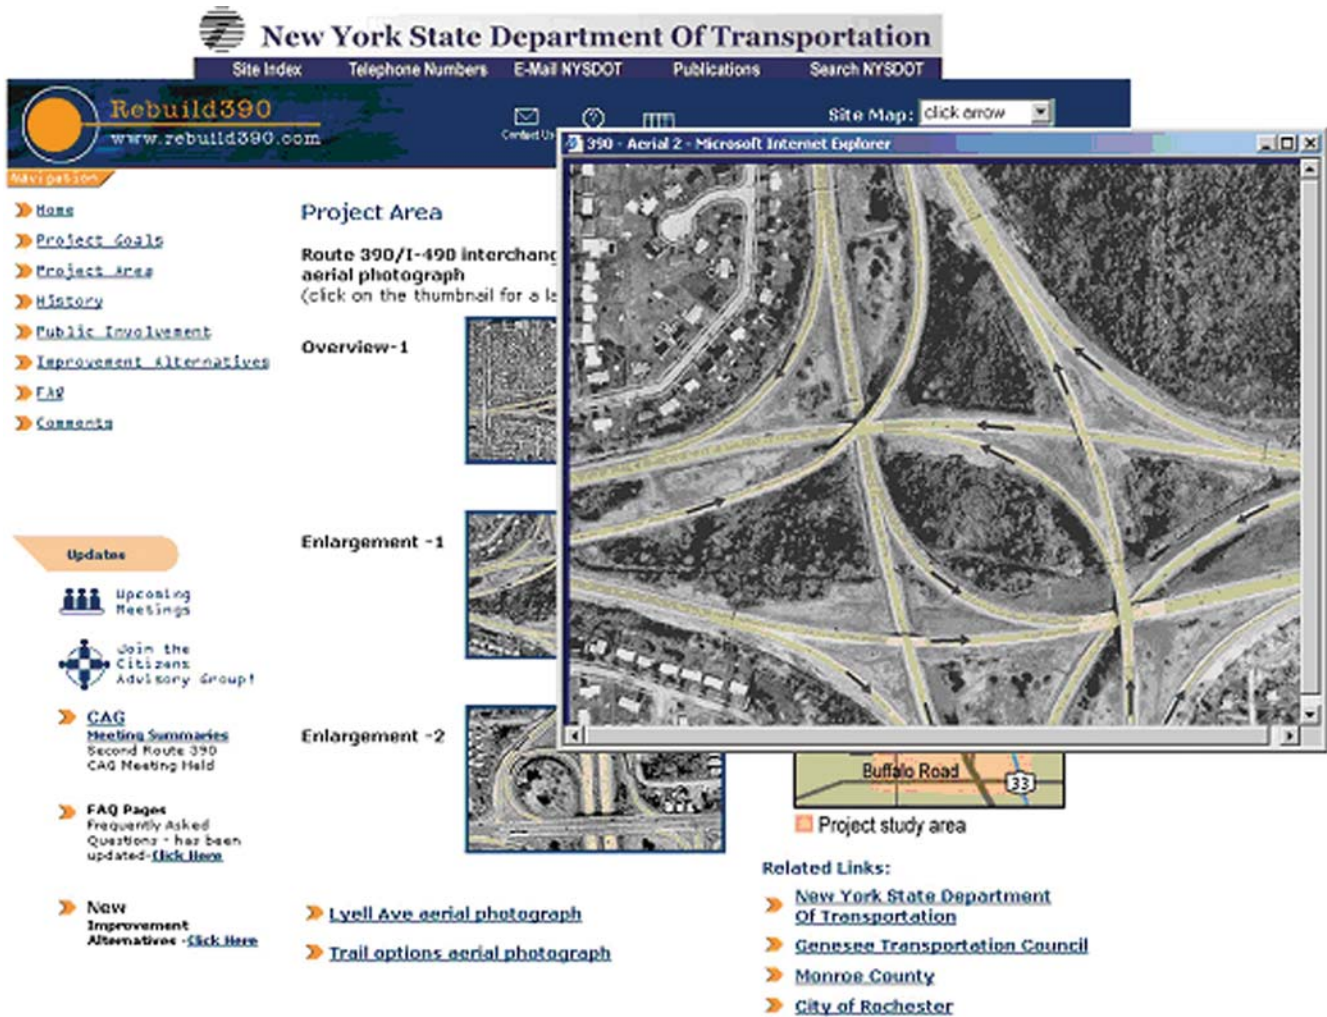 New York State Department Of Transportation
Site Index Telephone Numbers E-Mail NYSDOT Publications Search NYSDOT
Rebuild390
www.rebuild390.com
Contact Us
Site Map: click arrow
390 - Aerial 2 - Microsoft Internet Explorer
Navigation
Home
Project Goals
Project Area
History
Public Involvement
Improvement Alternatives
FAQ
Comments
Project Area
Route 390/I-490 interchang
aerial photograph
(click on the thumbnail for a la
Overview-1
Enlargement -1
Enlargement -2
Updates
Upcoming
Meetings
Join the
Citizens
Advisory Group!
CAG
Meeting Summaries
Second Route 390
CAG Meeting Held
FAQ Pages
Frequently Asked
Questions - has been
updated-Click Here
New
Improvement
Alternatives -Click Here
Lyell Ave aerial photograph
Trail options aerial photograph
Buffalo Road
33
Project study area
Related Links:
New York State Department
Of Transportation
Genesee Transportation Council
Monroe County
City of Rochester